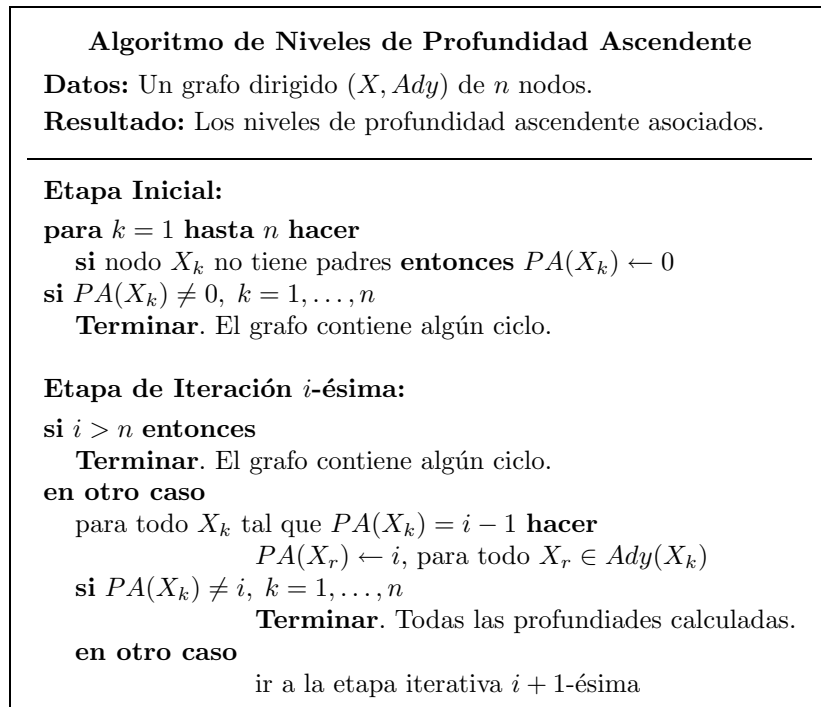 Algoritmo de Niveles de Profundidad Ascendente
Datos: Un grafo dirigido (X, Ady) de n nodos.
Resultado: Los niveles de profundidad ascendente asociados.
Etapa Inicial:
para k = 1 hasta n hacer
si nodo X_k no tiene padres entonces PA(X_k) ← 0
si PA(X_k) ≠ 0, k = 1, . . . , n
Terminar. El grafo contiene algún ciclo.
Etapa de Iteración i-ésima:
si i > n entonces
Terminar. El grafo contiene algún ciclo.
en otro caso
para todo X_k tal que PA(X_k) = i − 1 hacer
PA(X_r) ← i, para todo X_r ∈ Ady(X_k)
si PA(X_k) ≠ i, k = 1, . . . , n
Terminar. Todas las profundiades calculadas.
en otro caso
ir a la etapa iterativa i + 1-ésima